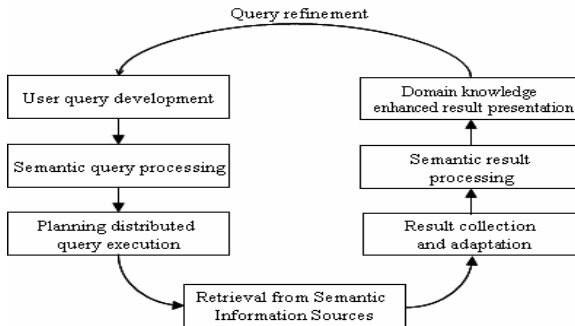 Query refinement
User query development
Semantic query processing
Planning distributed
query execution
Retrieval from Semantic
Information Sources
Result collection
and adaptation
Semantic result
processing
Domain knowledge
enhanced result presentation